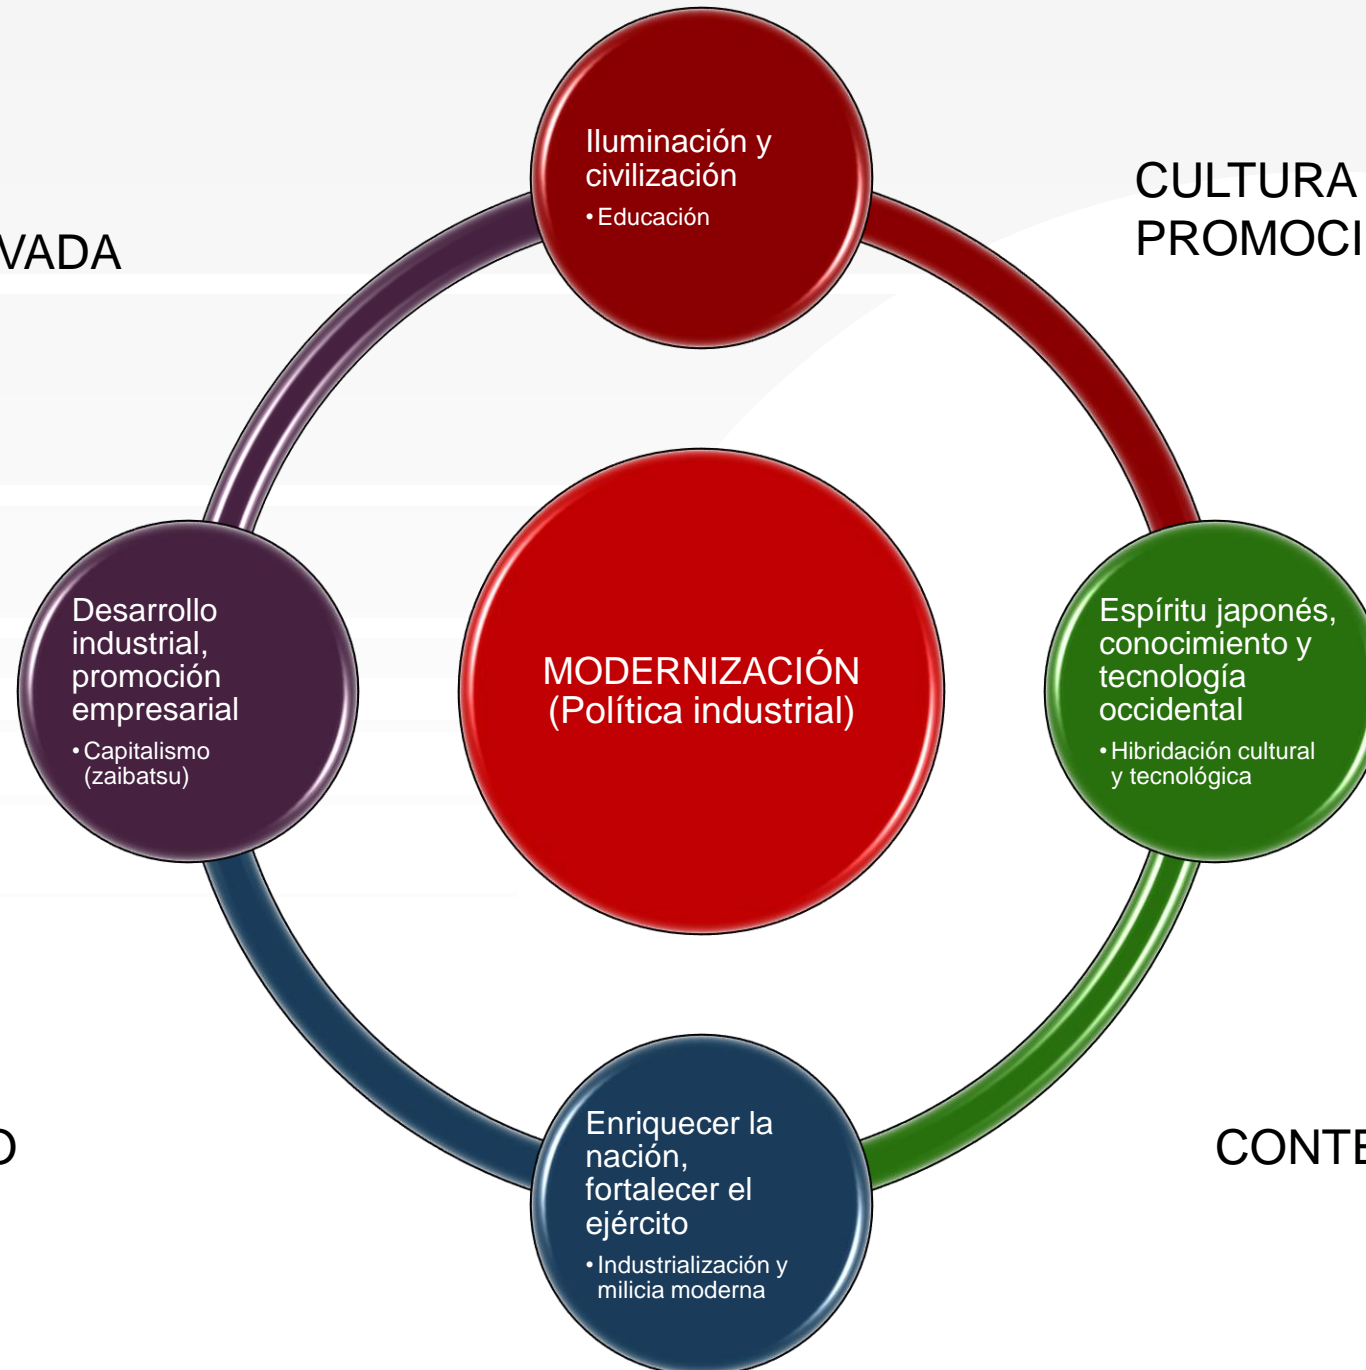 Iluminación y
civilización
• Educación
CULTURA
PROMOCI
VADA
Desarrollo
industrial,
promoción
empresarial
• Capitalismo
(zaibatsu)
MODERNIZACIÓN
(Política industrial)
Espíritu japonés,
conocimiento y
tecnología
occidental
• Hibridación cultural
y tecnológica
Enriquecer la
nación,
fortalecer el
ejército
• Industrialización y
milicia moderna
O
CONTE